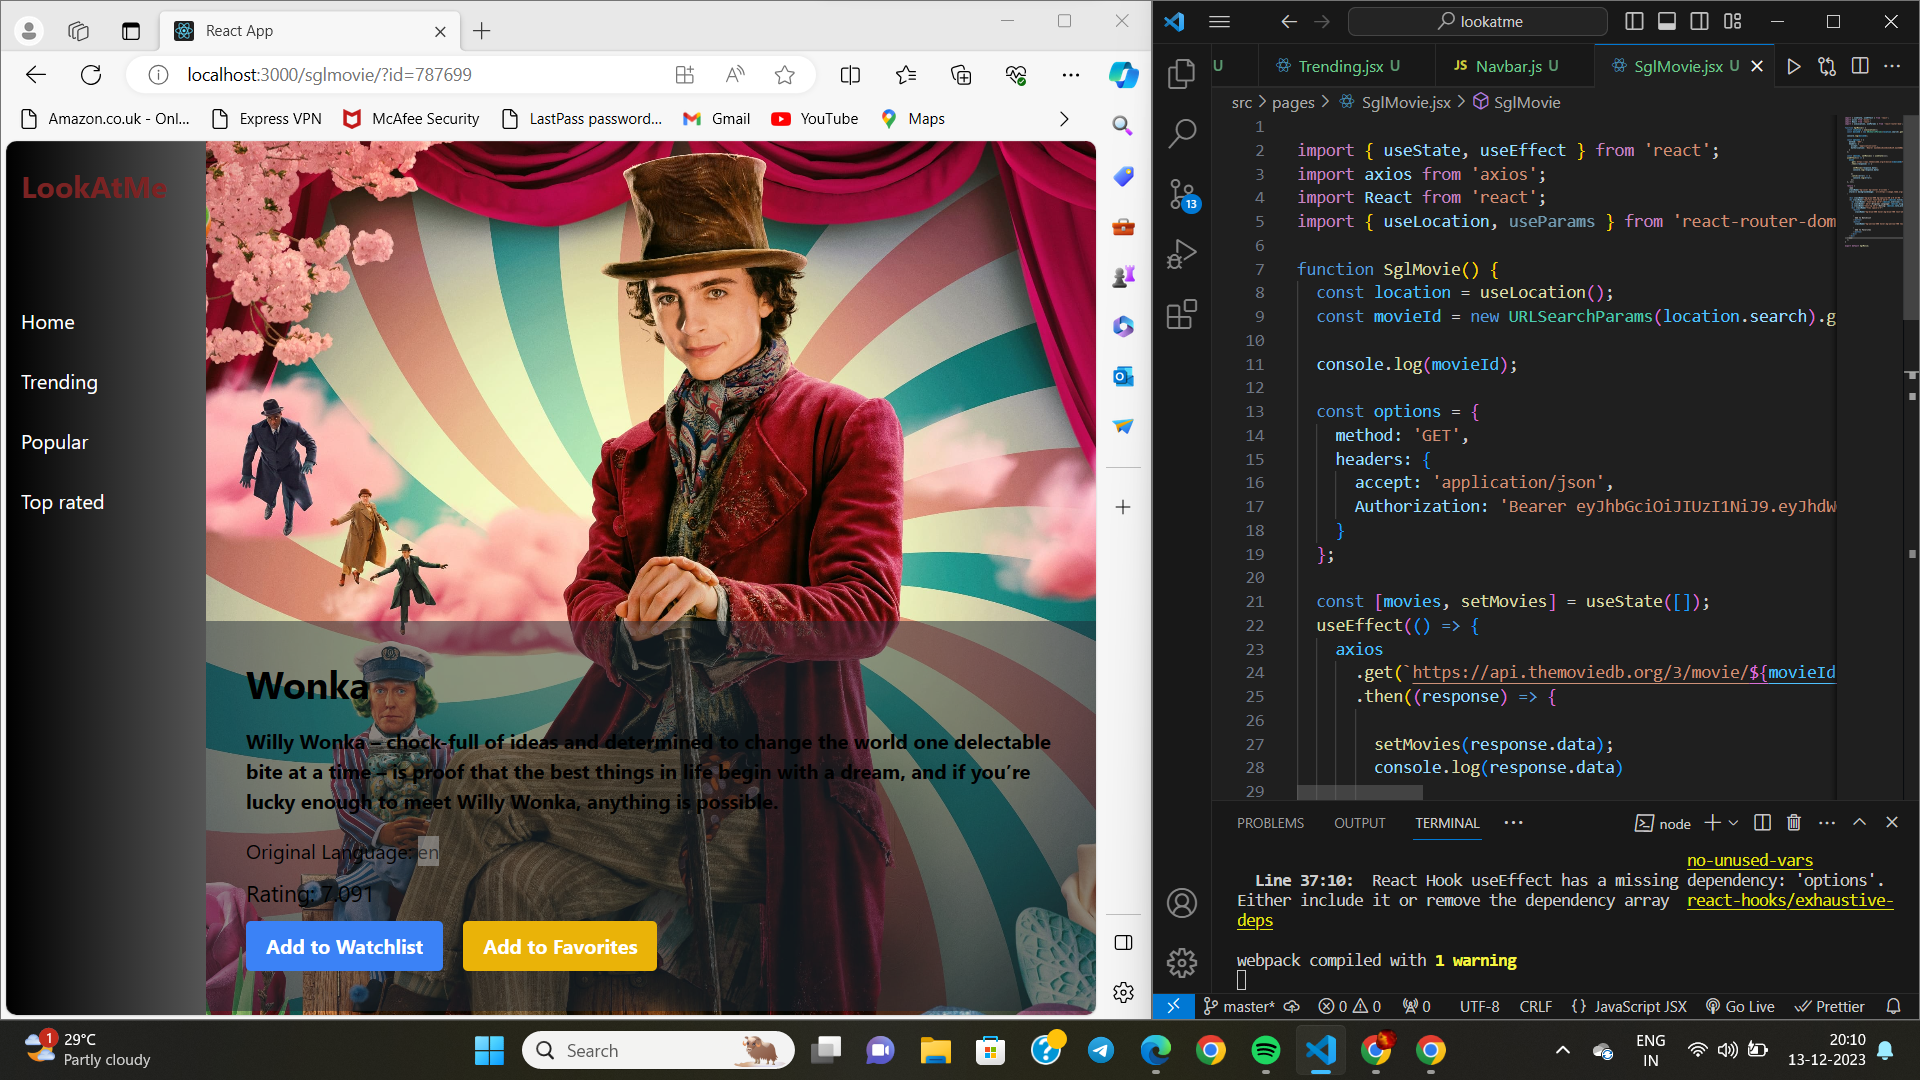 React App
localhost:3000/sglmovie/?id=787699
Amazon.co.uk - Onl...
Express VPN
McAfee Security
LastPass password...
Gmail
YouTube
Maps
LookAtMe
Home
Trending
Popular
Top rated
Wonka
Willy Wonka – chock-full of ideas and determined to change the world one delectable
bite at a time – is proof that the best things in life begin with a dream, and if you're
lucky enough to meet Willy Wonka, anything is possible.
Original Language: en
Rating: 7.091
Add to Watchlist
Add to Favorites
lookatme
U
Trending.jsx U
JS Navbar.js U
SglMovie.jsx U
src > pages > SglMovie.jsx > SglMovie
13
1
2 import { useState, useEffect } from 'react';
3 import axios from 'axios';
4 import React from 'react';
5 import { useLocation, useParams } from 'react-router-dom
6
7 function SglMovie() {
8 const location = useLocation();
9 const movieId = new URLSearchParams(location.search).g
10
11 console.log(movieId);
12
13 const options = {
14 method: 'GET',
15 headers: {
16 accept: 'application/json',
17 Authorization: 'Bearer eyJhbGciOiJIUzI1NiJ9.eyJhdW
18 }
19 };
20
21 const [movies, setMovies] = useState([]);
22 useEffect(() => {
23 axios
24 .get(`https://api.themoviedb.org/3/movie/${movieId
25 .then((response) => {
26
27 setMovies(response.data);
28 console.log(response.data)
29
PROBLEMS OUTPUT TERMINAL
node
no-unused-vars
Line 37:10: React Hook useEffect has a missing dependency: 'options'.
Either include it or remove the dependency array react-hooks/exhaustive-
deps
webpack compiled with 1 warning
master* 0 0 0 UTF-8 CRLF {} JavaScript JSX Go Live Prettier
1
29°C
Partly cloudy
Search
ENG
IN
20:10
13-12-2023